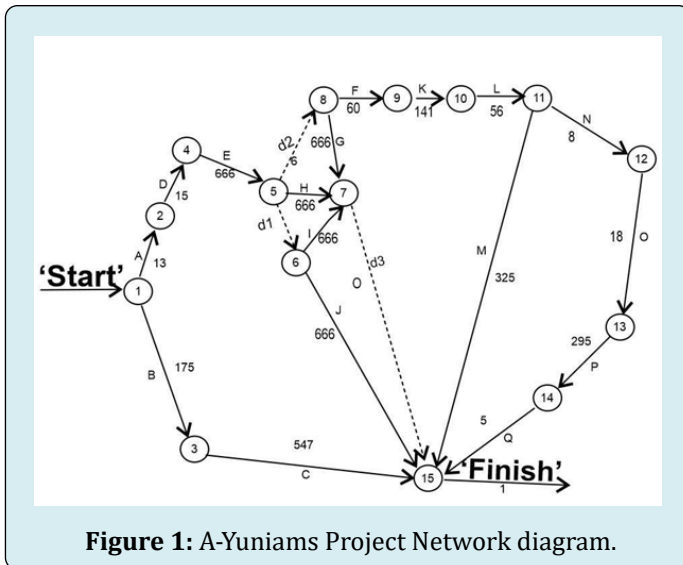 8
F
60
9
K
141
10
L
56
11
N
8
12
4
E
666
D
15
d2
6
666
G
5
H
666
7
d1
I
666
2
A
13
6
'Start'
1
J
666
d3
O
M
325
18
O
13
295
P
B
175
14
3
547
C
5
Q
15
'Finish'
1
Figure 1: A-Yuniams Project Network diagram.